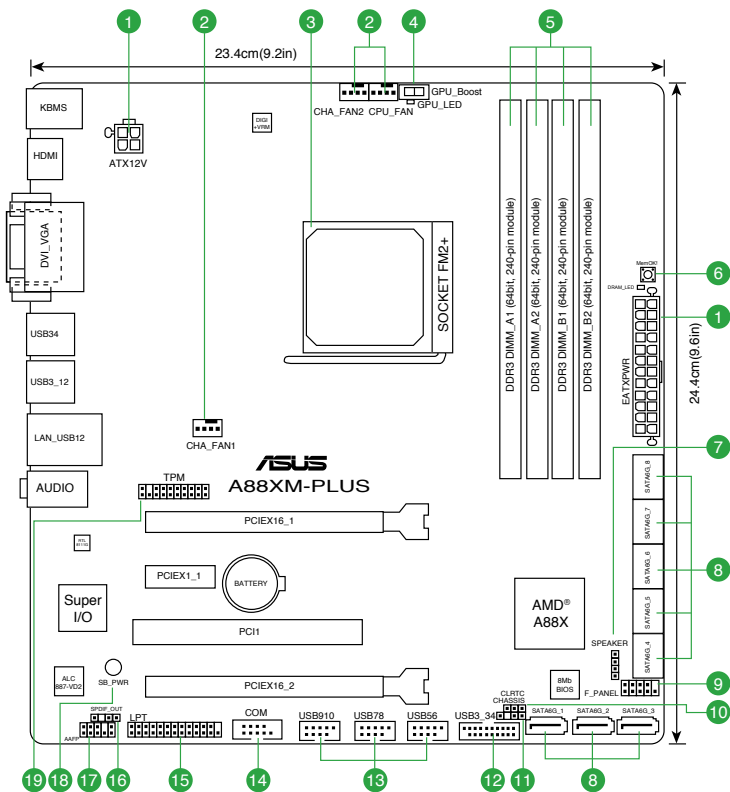 1
2
3
2
4
5
23.4cm(9.2in)
KBMS
HDMI
DVI_VGA
USB34
USB3_12
LAN_USB12
AUDIO
ATX12V
DIGI
+VRM
CHA_FAN2
CPU_FAN
GPU_Boost
GPU_LED
SOCKET FM2+
DDR3 DIMM_A1 (64bit, 240-pin module)
DDR3 DIMM_A2 (64bit, 240-pin module)
DDR3 DIMM_B1 (64bit, 240-pin module)
DDR3 DIMM_B2 (64bit, 240-pin module)
MemOK!
6
DRAM_LED
1
EATXPWR
24.4cm(9.6in)
CHA_FAN1
7
ASUS
A88XM-PLUS
TPM
PCIEX16_1
RTL
8111G
PCIEX1_1
BATTERY
Super
I/O
PCI1
AMD®
A88X
SATA6G_8
SATA6G_7
SATA6G_6
SATA6G_5
SATA6G_4
8
SPEAKER
ALC
887-VD2
SB_PWR
PCIEX16_2
8Mb
BIOS
F_PANEL
9
CLRTC
CHASSIS
10
SPDIF_OUT
AAFP
LPT
COM
USB910
USB78
USB56
USB3_34
SATA6G_1
SATA6G_2
SATA6G_3
19
18
17
16
15
14
13
12
11
8